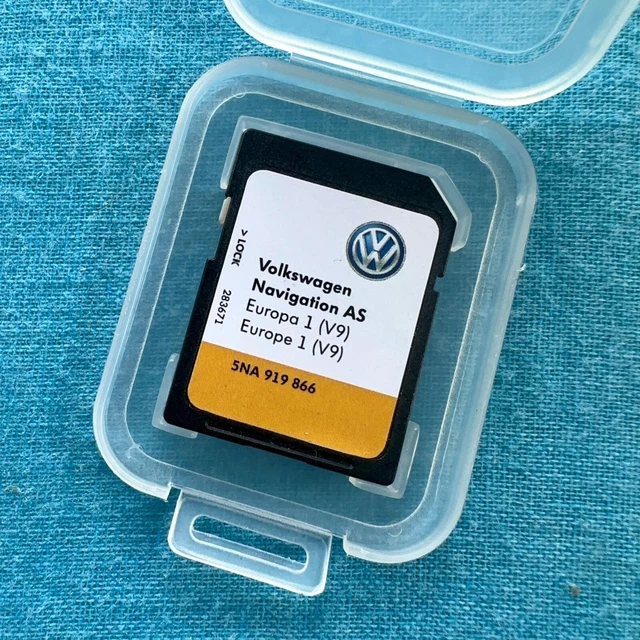 > LOCK
283671
Volkswagen
Navigation AS
Europa 1 (V9)
Europe 1 (V9)
5NA 919 866